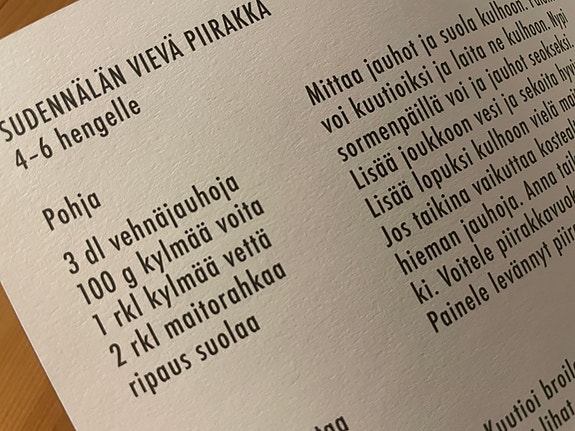 SUDENNÄLÄN VIEVÄ PIIRAKKA
4–6 hengelle
Pohja
3 dl vehnäjauhoja
100 g kylmää voita
1 rkl kylmää vettä
2 rkl maitorahkaa
ripaus suolaa
Mittaa jauhot ja suola kulhoon.
voi kuutioiksi ja laita ne kulhoon. Nypi
sormenpäillä voi ja jauhot seokseksi.
Lisää joukkoon vesi ja sekoita
Lisää lopuksi kulhoon vielä
Jos taikina vaikuttaa
hieman jauhoja. Anna
ki. Voitele
Painele levännyt
Kuutioi
lihat